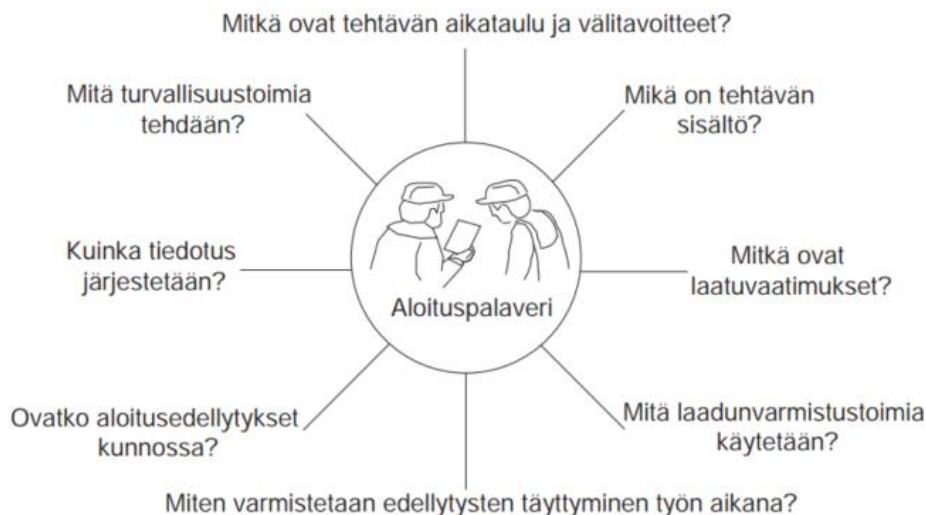 Mitkä ovat tehtävän aikataulu ja välitavoitteet?
Mitä turvallisuustoimia
tehdään?
Mikä on tehtävän
sisältö?
Kuinka tiedotus
järjestetään?
Mitkä ovat
laatuvaatimukset?
Aloituspalaveri
Ovatko aloitusedellytykset
kunnossa?
Mitä laadunvarmistustoimia
käytetään?
Miten varmistetaan edellytysten täyttyminen työn aikana?